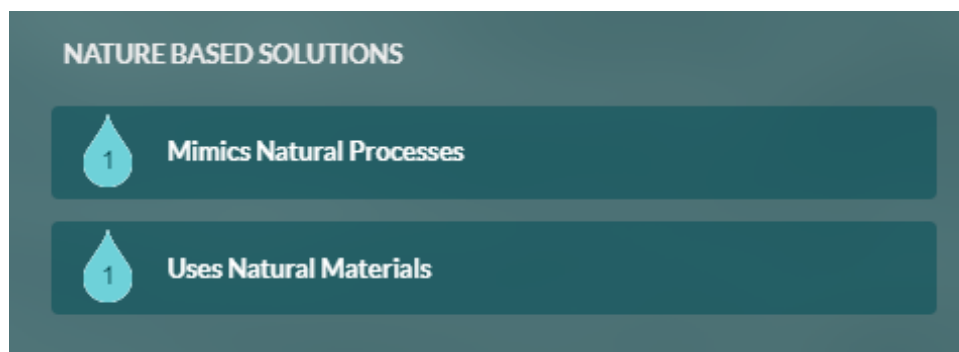 NATURE BASED SOLUTIONS
1 Mimics Natural Processes
1 Uses Natural Materials